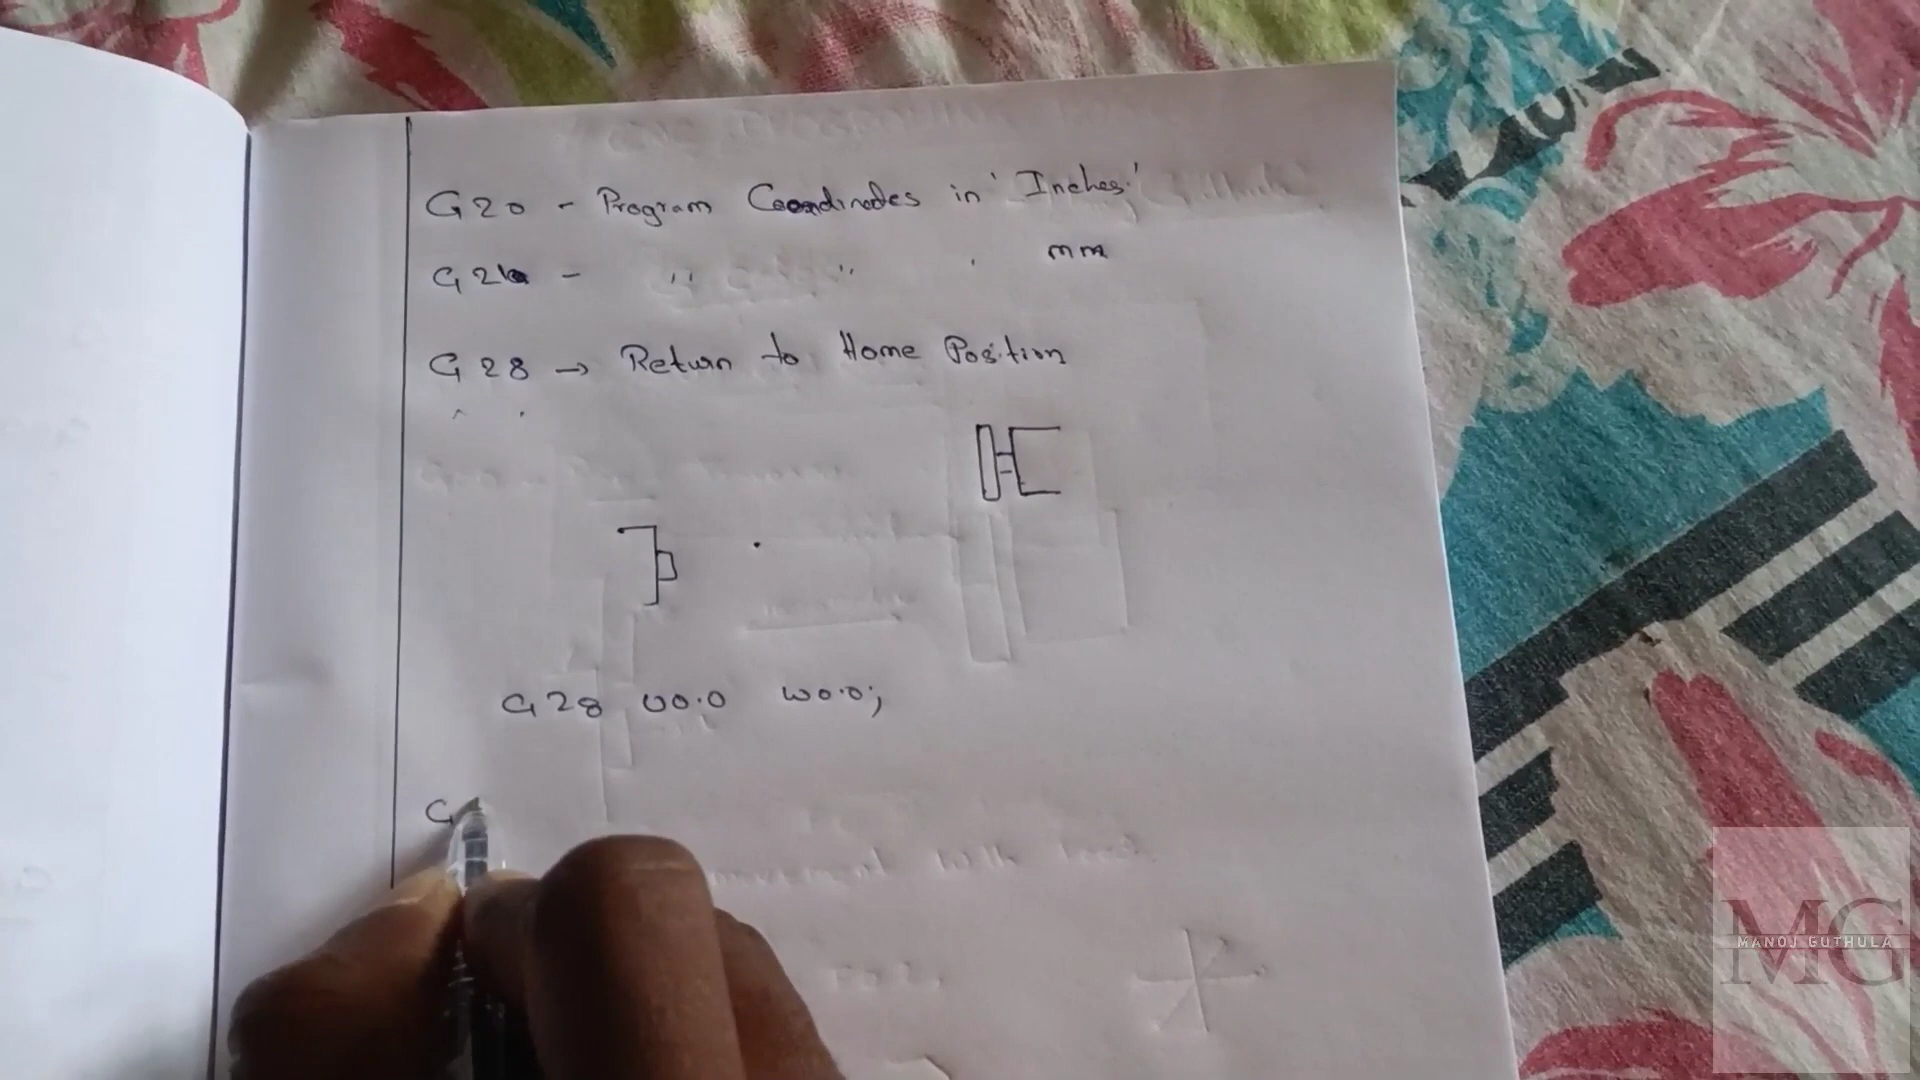 G20 - Program Coordinates in 'Inches'
G21 - " " ' mm
G28 → Return to Home Position
G28 U0.0 W0.0;
G
MG
MANOJ GUTHULA